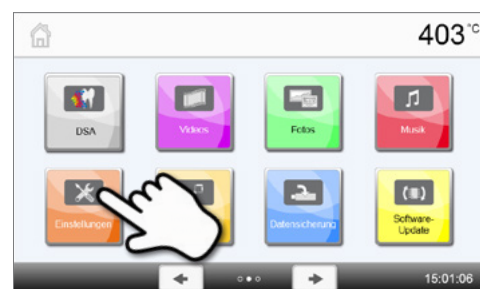 403°C
DSA
Videos
Fotos
Musik
Einstellungen
Datensicherung
Software-
Update
15:01:06